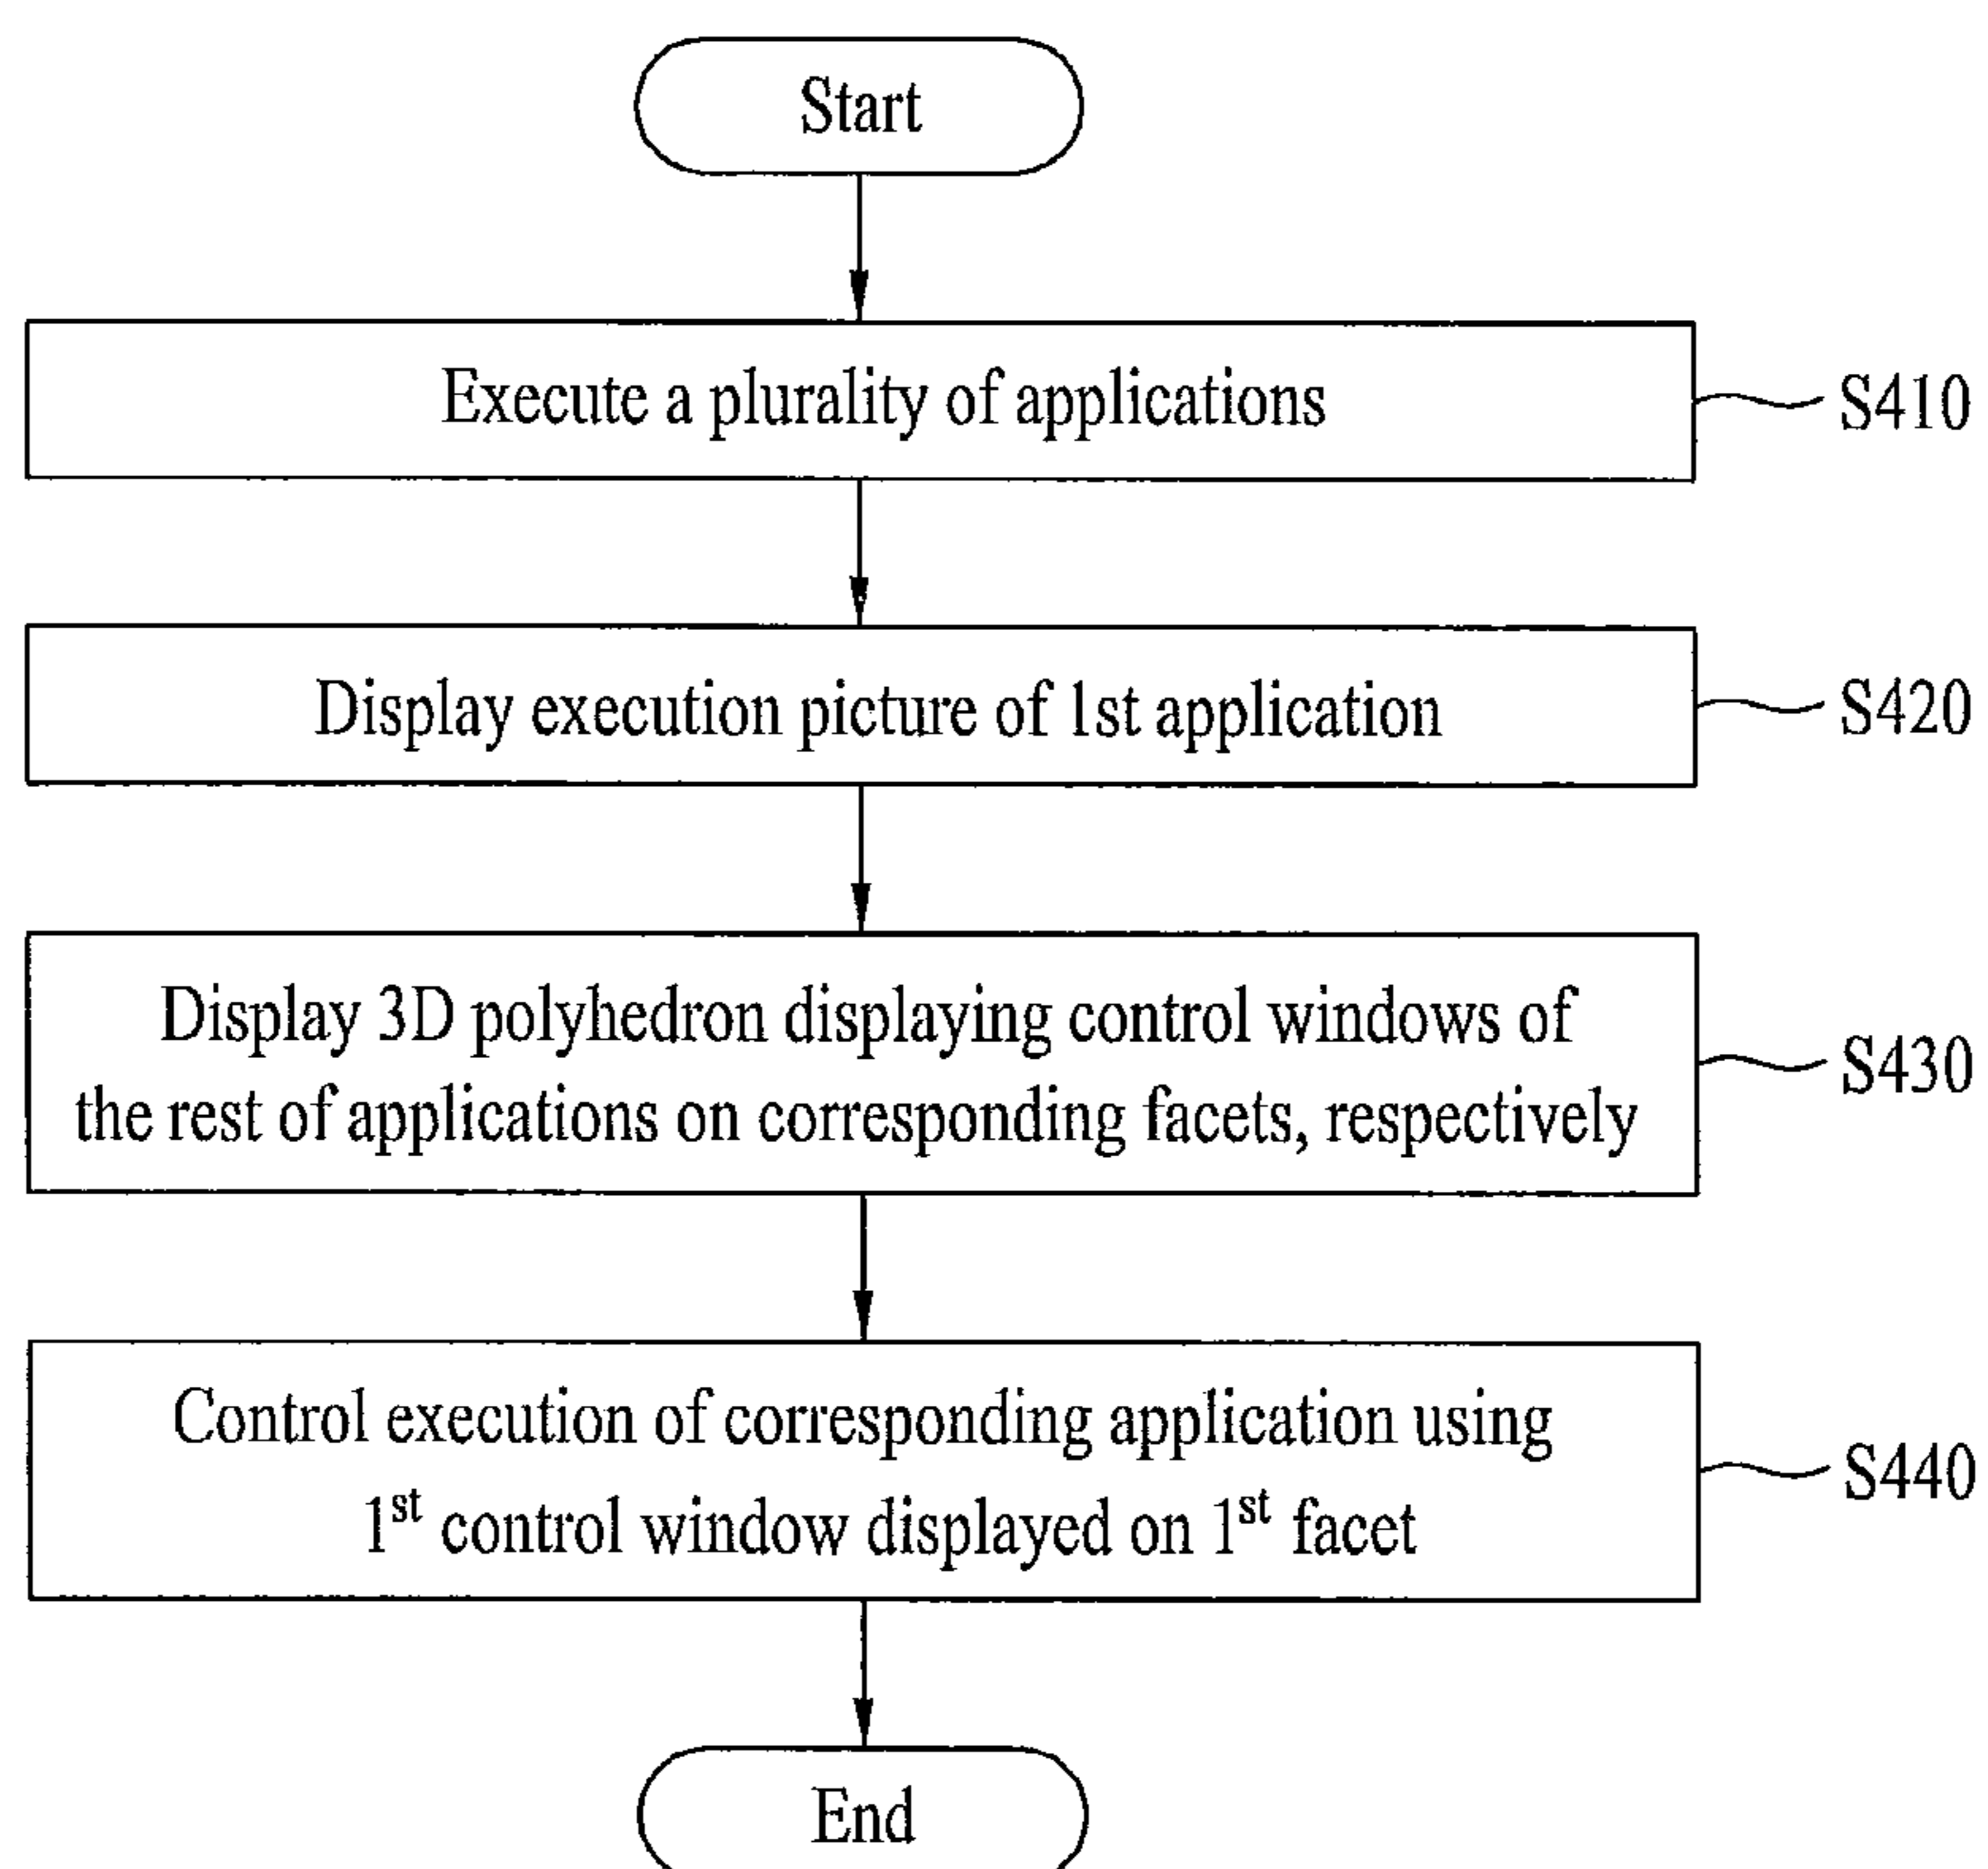 Start
Execute a plurality of applications
S410
Display execution picture of 1st application
S420
Display 3D polyhedron displaying control windows of
the rest of applications on corresponding facets, respectively
S430
Control execution of corresponding application using
1st control window displayed on 1st facet
S440
End